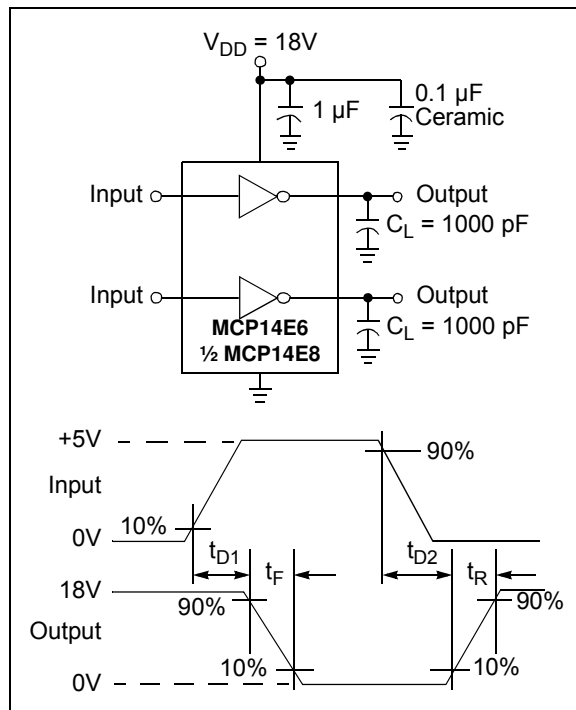 V_DD = 18V
1 µF
0.1 µF
Ceramic
Input
Output
C_L = 1000 pF
Input
Output
C_L = 1000 pF
MCP14E6
½ MCP14E8
+5V
90%
Input
10%
0V
t_D1
t_F
t_D2
t_R
18V
90%
90%
Output
10%
10%
0V